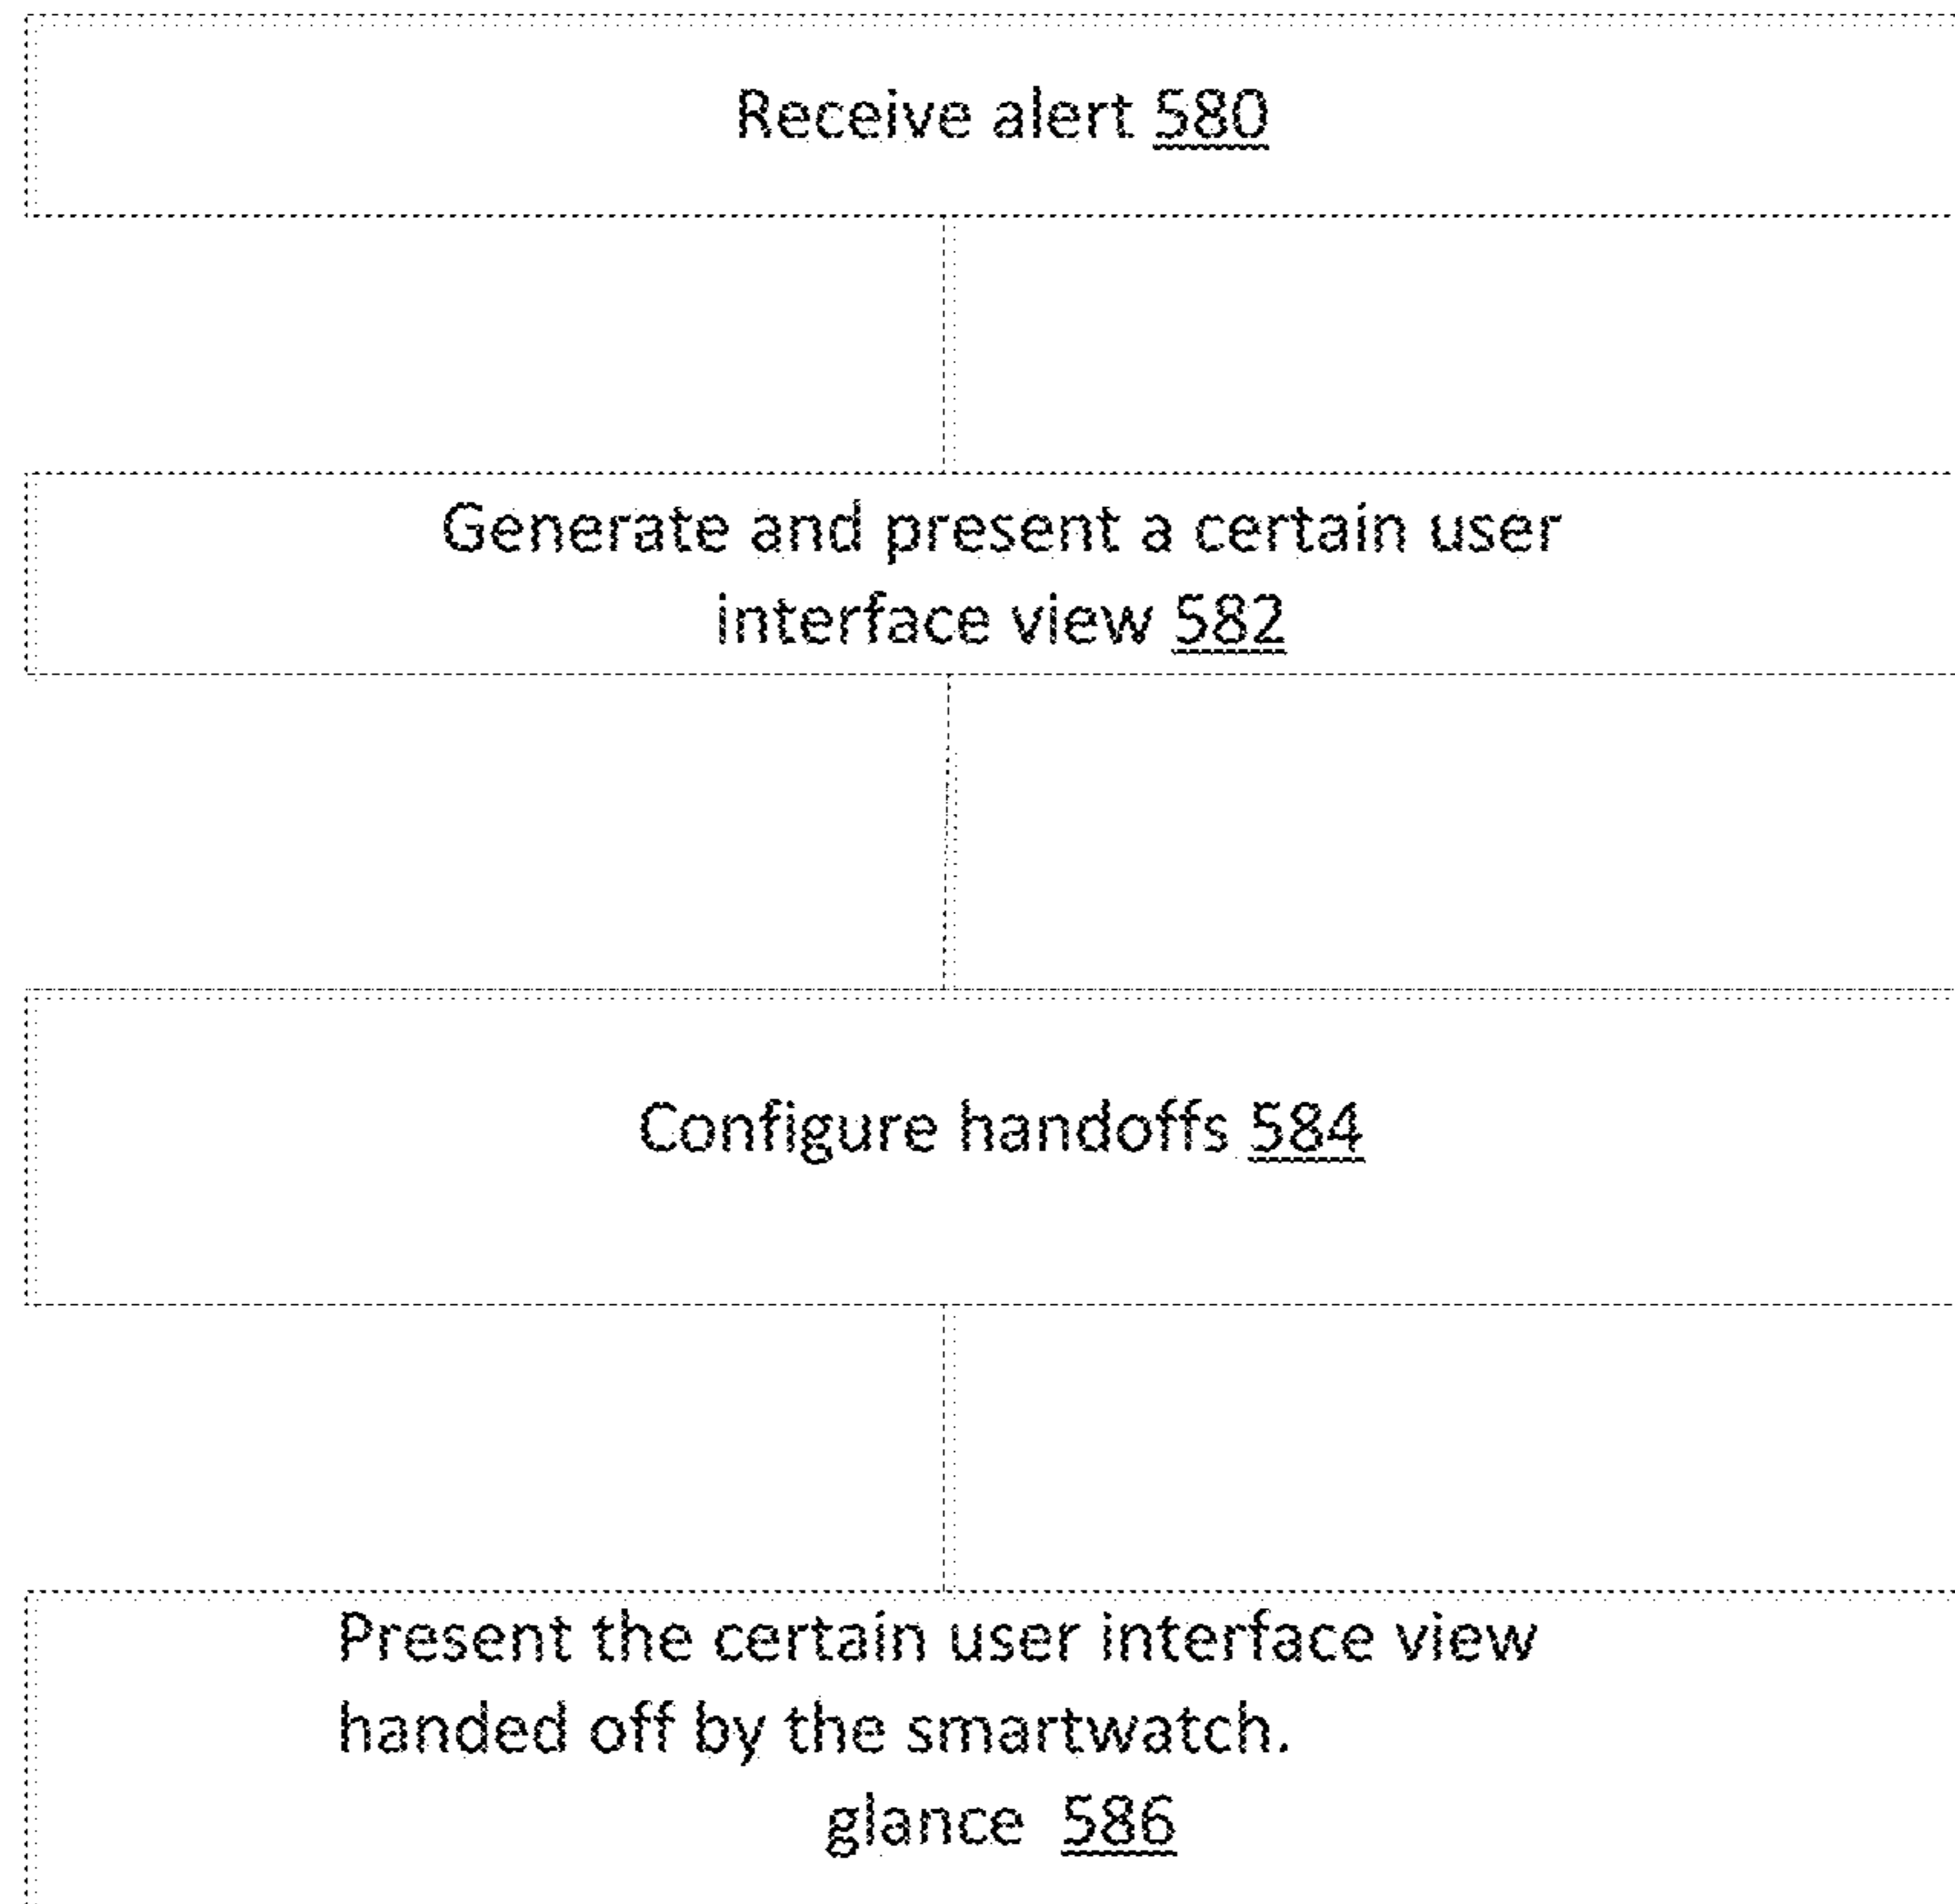 Receive alert 580
Generate and present a certain user
interface view 582
Configure handoffs 584
Present the certain user interface view
handed off by the smartwatch.
glance 586